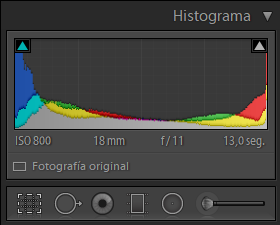 Histograma
ISO 800 18 mm f / 11 13,0 seg.
Fotografía original